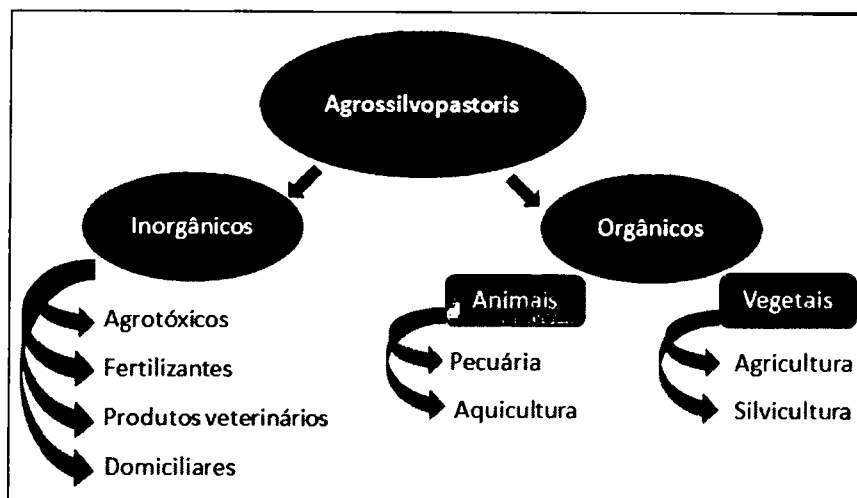 Agrossilvopastoris
Inorgânicos
Orgânicos
Agrotóxicos
Fertilizantes
Produtos veterinários
Domiciliares
Animais
Pecuária
Aquicultura
Vegetais
Agricultura
Silvicultura